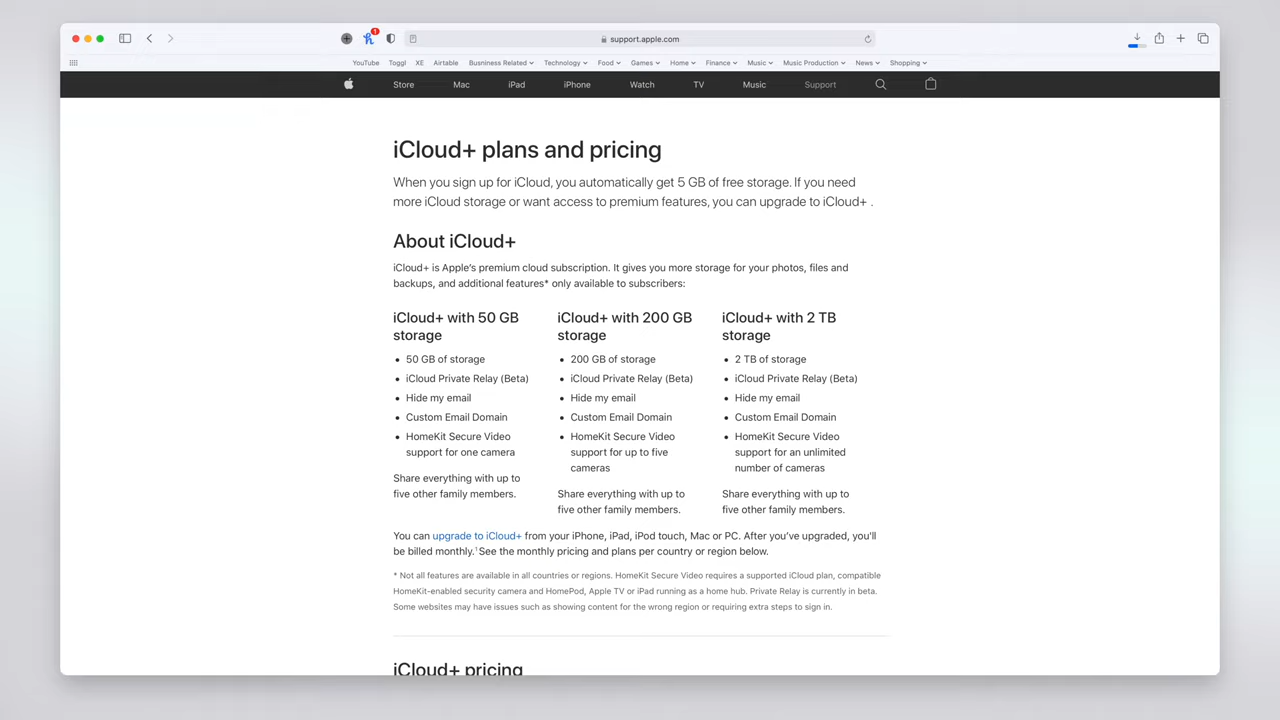 1
support.apple.com
YouTube Toggl XE Airtable Busniness Related Technology Food Games Home Finance Music Music Production News Shopping
Store Mac iPad iPhone Watch TV Music Support
iCloud+ plans and pricing
When you sign up for iCloud, you automatically get 5 GB of free storage. If you need
more iCloud storage or want access to premium features, you can upgrade to iCloud+ .
About iCloud+
iCloud+ is Apple's premium cloud subscription. It gives you more storage for your photos, files and
backups, and additional features* only available to subscribers:
iCloud+ with 50 GB
storage
• 50 GB of storage
• iCloud Private Relay (Beta)
• Hide my email
• Custom Email Domain
• HomeKit Secure Video
support for one camera
Share everything with up to
five other family members.
iCloud+ with 200 GB
storage
• 200 GB of storage
• iCloud Private Relay (Beta)
• Hide my email
• Custom Email Domain
• HomeKit Secure Video
support for up to five
cameras
Share everything with up to
five other family members.
iCloud+ with 2 TB
storage
• 2 TB of storage
• iCloud Private Relay (Beta)
• Hide my email
• Custom Email Domain
• HomeKit Secure Video
support for an unlimited
number of cameras
Share everything with up to
five other family members.
You can upgrade to iCloud+ from your iPhone, iPad, iPod touch, Mac or PC. After you've upgraded, you'll
be billed monthly.¹ See the monthly pricing and plans per country or region below.
* Not all features are available in all countries or regions. HomeKit Secure Video requires a supported iCloud plan, compatible
HomeKit-enabled security camera and HomePod, Apple TV or iPad running as a home hub. Private Relay is currently in beta.
Some websites may have issues such as showing content for the wrong region or requiring extra steps to sign in.
iCloud+ pricing